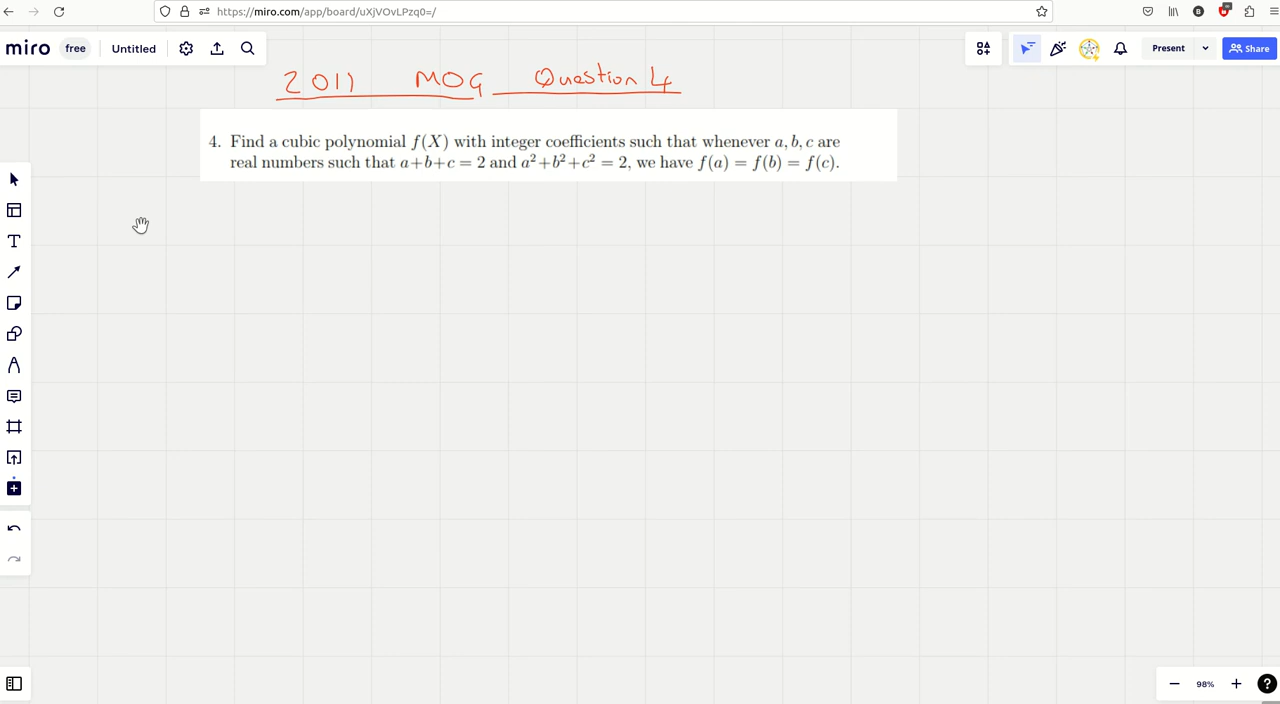 https://miro.com/app/board/uXjVOvLPzq0=/
miro free Untitled Present Share
2011 MOG Question 4
4. Find a cubic polynomial f(X) with integer coefficients such that whenever a, b, c are
real numbers such that a+b+c = 2 and a²+b²+c² = 2, we have f(a) = f(b) = f(c).
98%